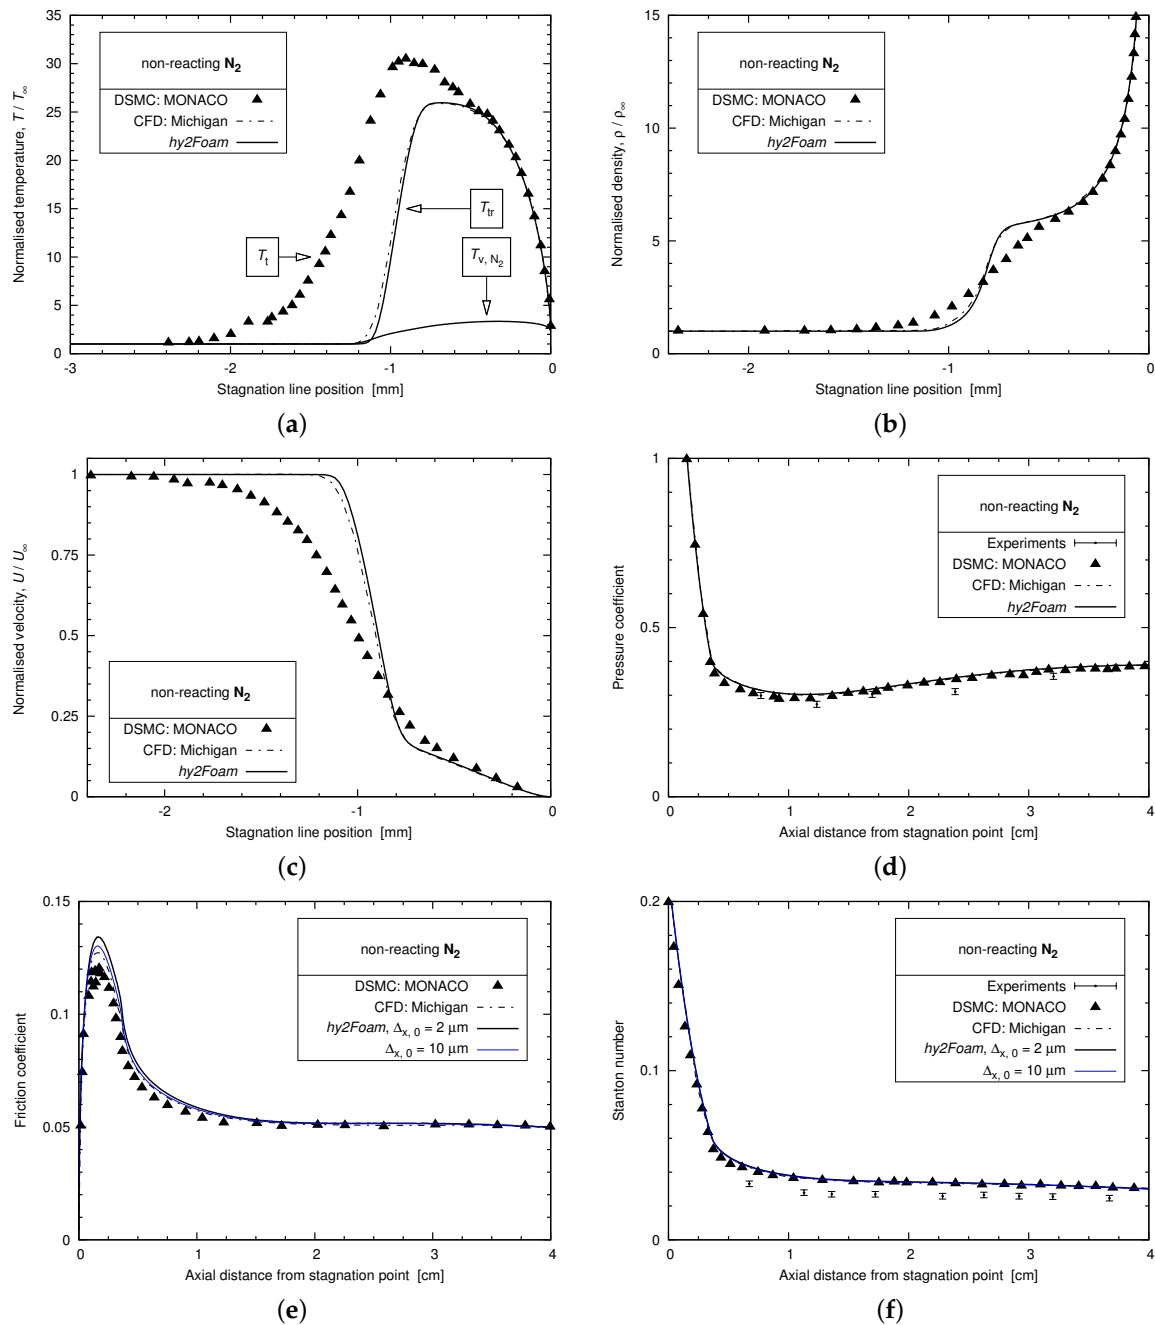 non-reacting N₂
DSMC: MONACO
CFD: Michigan
hy2Foam
Tₜ
Tₜᵣ
Tv, N₂
Normalised temperature, T / T∞
35
30
25
20
15
10
5
0
-3
-2
-1
0
Stagnation line position [mm]
(a)
non-reacting N₂
DSMC: MONACO
CFD: Michigan
hy2Foam
Normalised density, ρ / ρ∞
15
10
5
0
-2
-1
0
Stagnation line position [mm]
(b)
non-reacting N₂
DSMC: MONACO
CFD: Michigan
hy2Foam
Normalised velocity, U / U∞
1
0.75
0.5
0.25
0
-2
-1
0
Stagnation line position [mm]
(c)
non-reacting N₂
Experiments
DSMC: MONACO
CFD: Michigan
hy2Foam
Pressure coefficient
1
0.5
0
0
1
2
3
4
Axial distance from stagnation point [cm]
(d)
non-reacting N₂
DSMC: MONACO
CFD: Michigan
hy2Foam, Δx, 0 = 2 μm
Δx, 0 = 10 μm
Friction coefficient
0.15
0.1
0.05
0
0
1
2
3
4
Axial distance from stagnation point [cm]
(e)
non-reacting N₂
Experiments
DSMC: MONACO
CFD: Michigan
hy2Foam, Δx, 0 = 2 μm
Δx, 0 = 10 μm
Stanton number
0.2
0.1
0
0
1
2
3
4
Axial distance from stagnation point [cm]
(f)